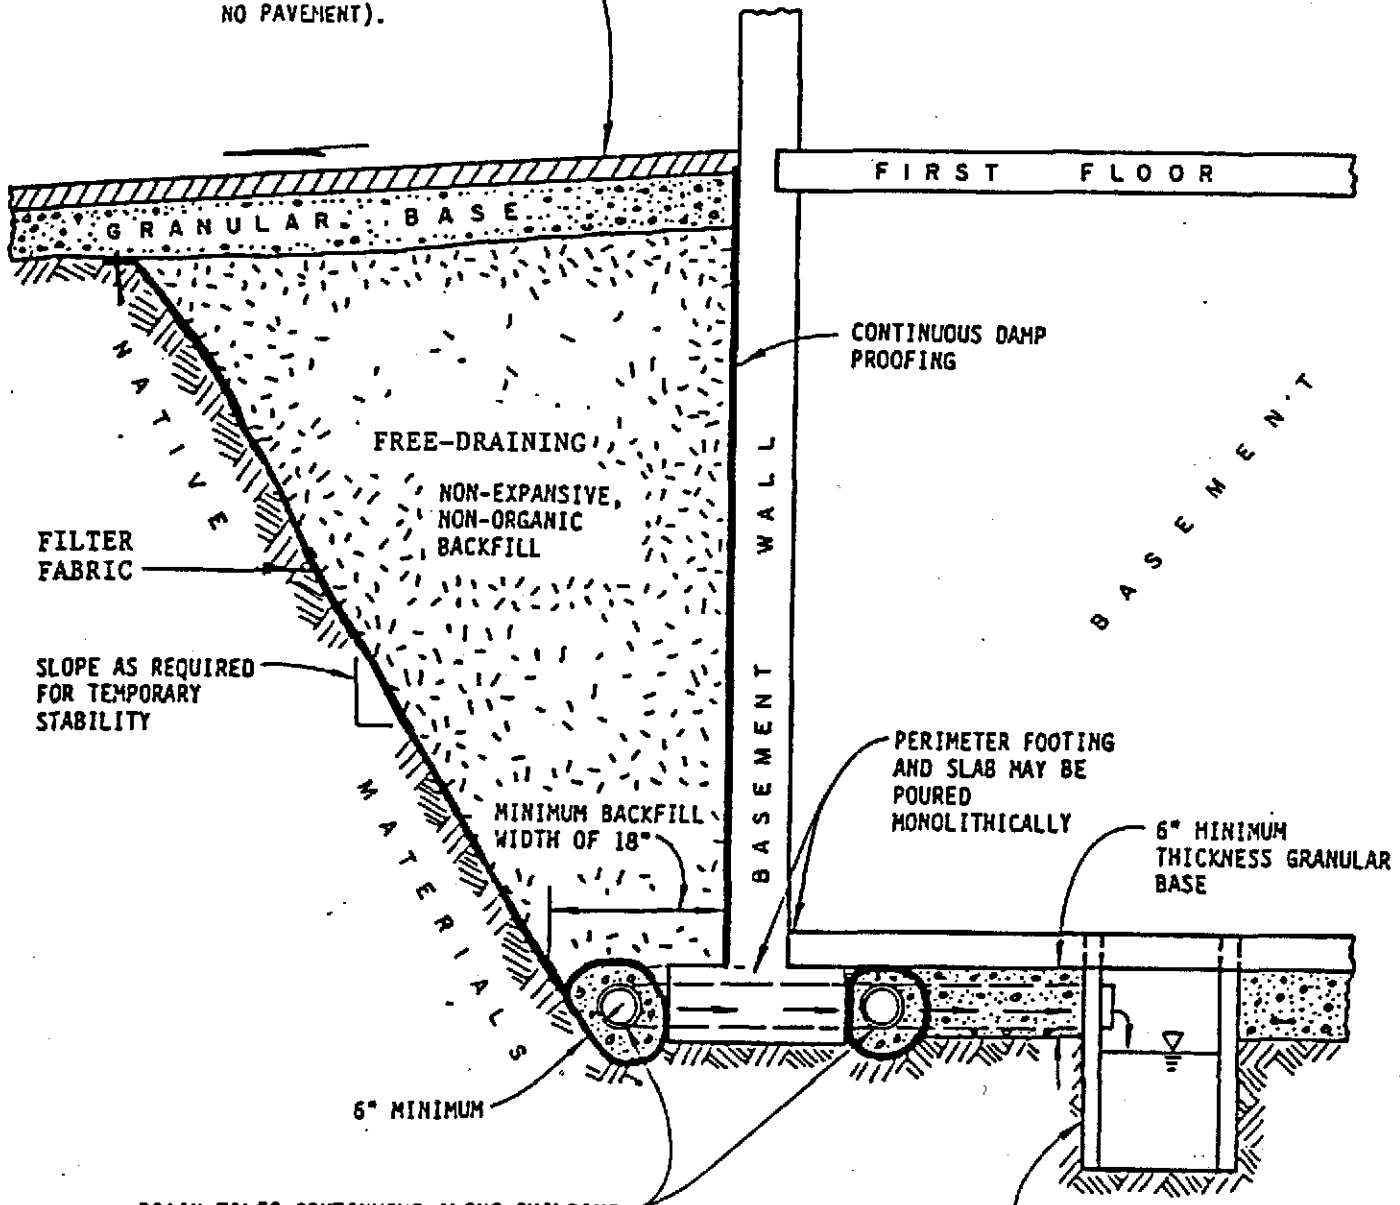 NO PAVEMENT).
FIRST FLOOR
GRANULAR BASE
CONTINUOUS DAMP
PROOFING
NATIVE
MATERIALS
FREE-DRAINING
NON-EXPANSIVE,
NON-ORGANIC
BACKFILL
BASEMENT WALL
BASEMENT
FILTER
FABRIC
SLOPE AS REQUIRED
FOR TEMPORARY
STABILITY
PERIMETER FOOTING
AND SLAB MAY BE
POURED
MONOLITHICALLY
MINIMUM BACKFILL
WIDTH OF 18"
6" MINIMUM
THICKNESS GRANULAR
BASE
6" MINIMUM